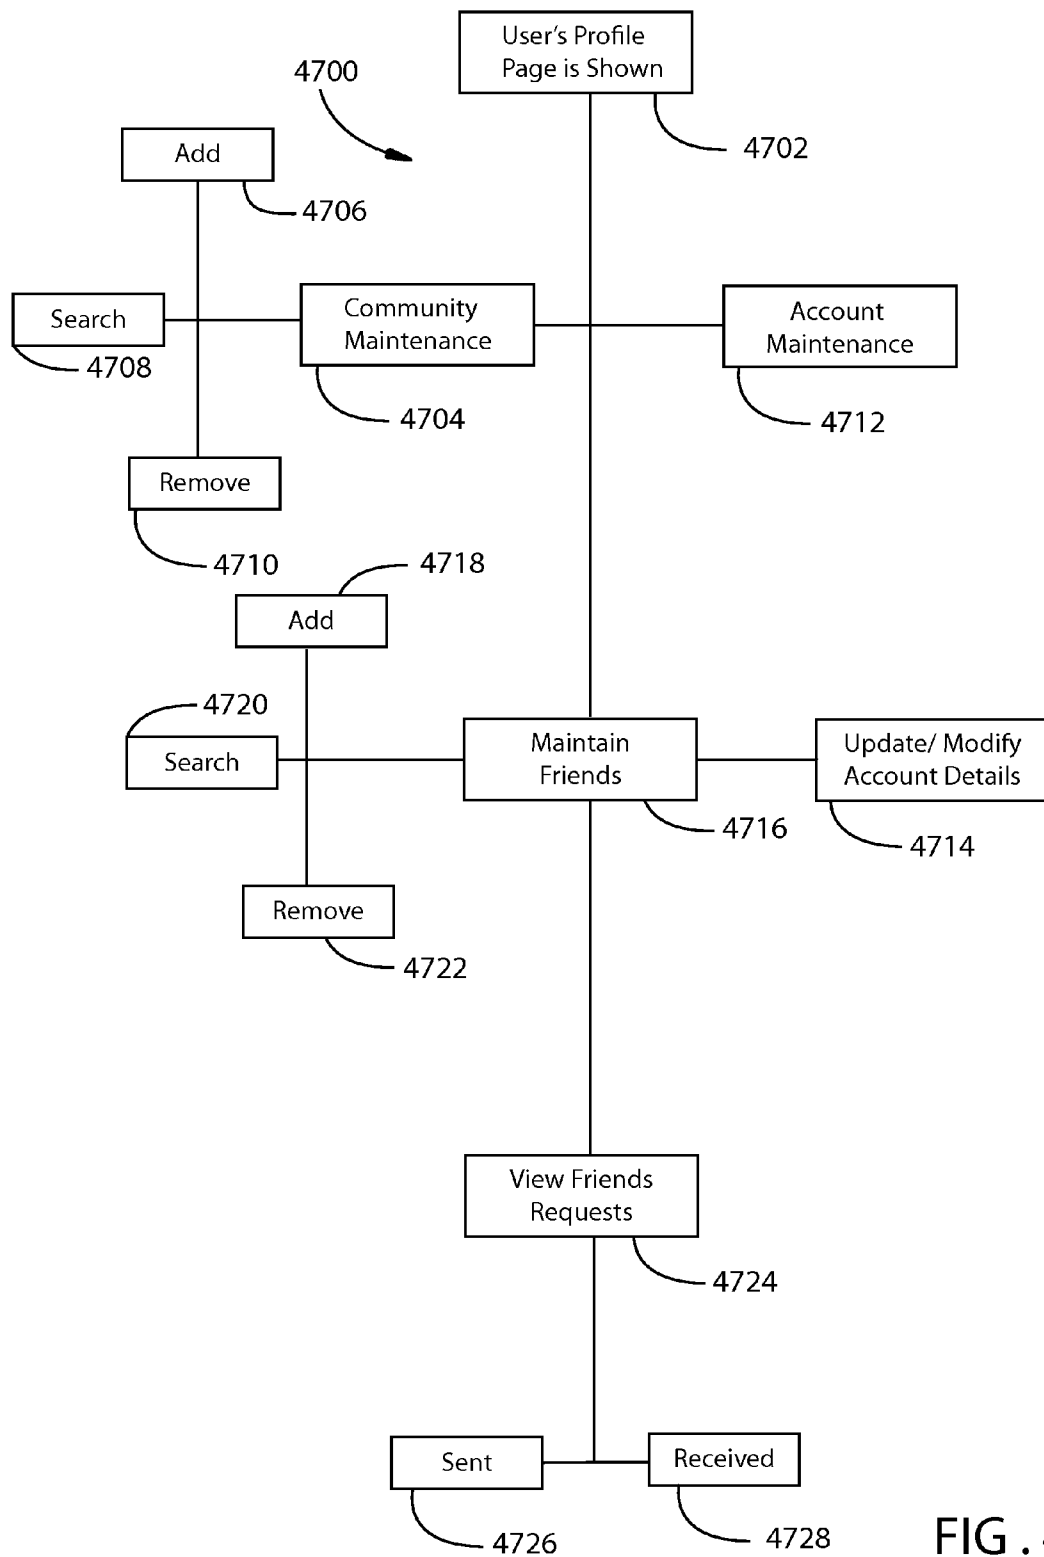 User's Profile
Page is Shown
4700
4702
Add
4706
Search
4708
Community
Maintenance
4704
Account
Maintenance
4712
Remove
4710
4718
Add
4720
Search
Maintain
Friends
4716
Update/ Modify
Account Details
4714
Remove
4722
View Friends
Requests
4724
Sent
4726
Received
4728
FIG .